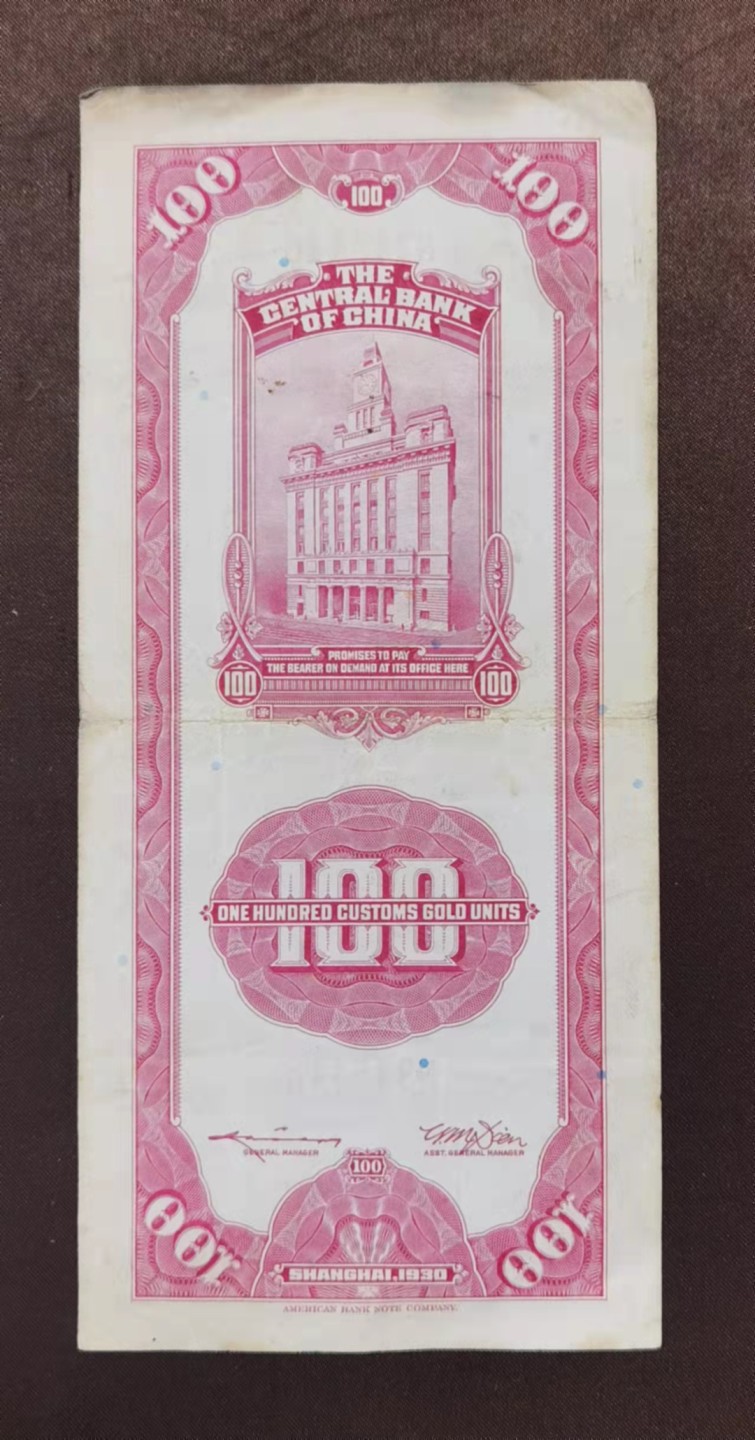 100 100
100
THE
CENTRAL BANK
OF CHINA
PROMISES TO PAY
THE BEARER ON DEMAND AT ITS OFFICE HERE
100 100
100
ONE HUNDRED CUSTOMS GOLD UNITS
GENERAL MANAGER ASST. GENERAL MANAGER
100
100 100
SHANGHAI, 1930
AMERICAN BANK NOTE COMPANY.